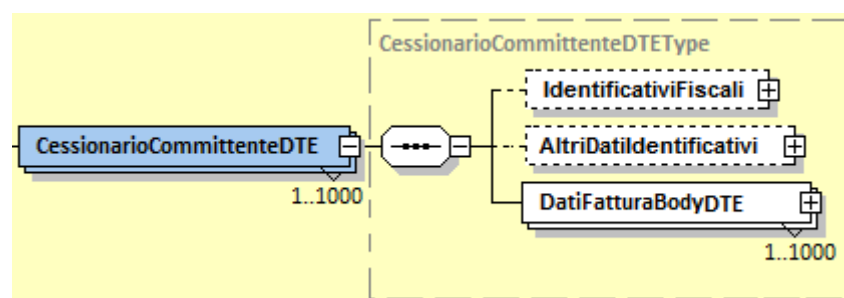 CessionarioCommittenteDTEType
IdentificativiFiscali
CessionarioCommittenteDTE
AltriDatiIdentificativi
1..1000
DatiFatturaBodyDTE
1..1000